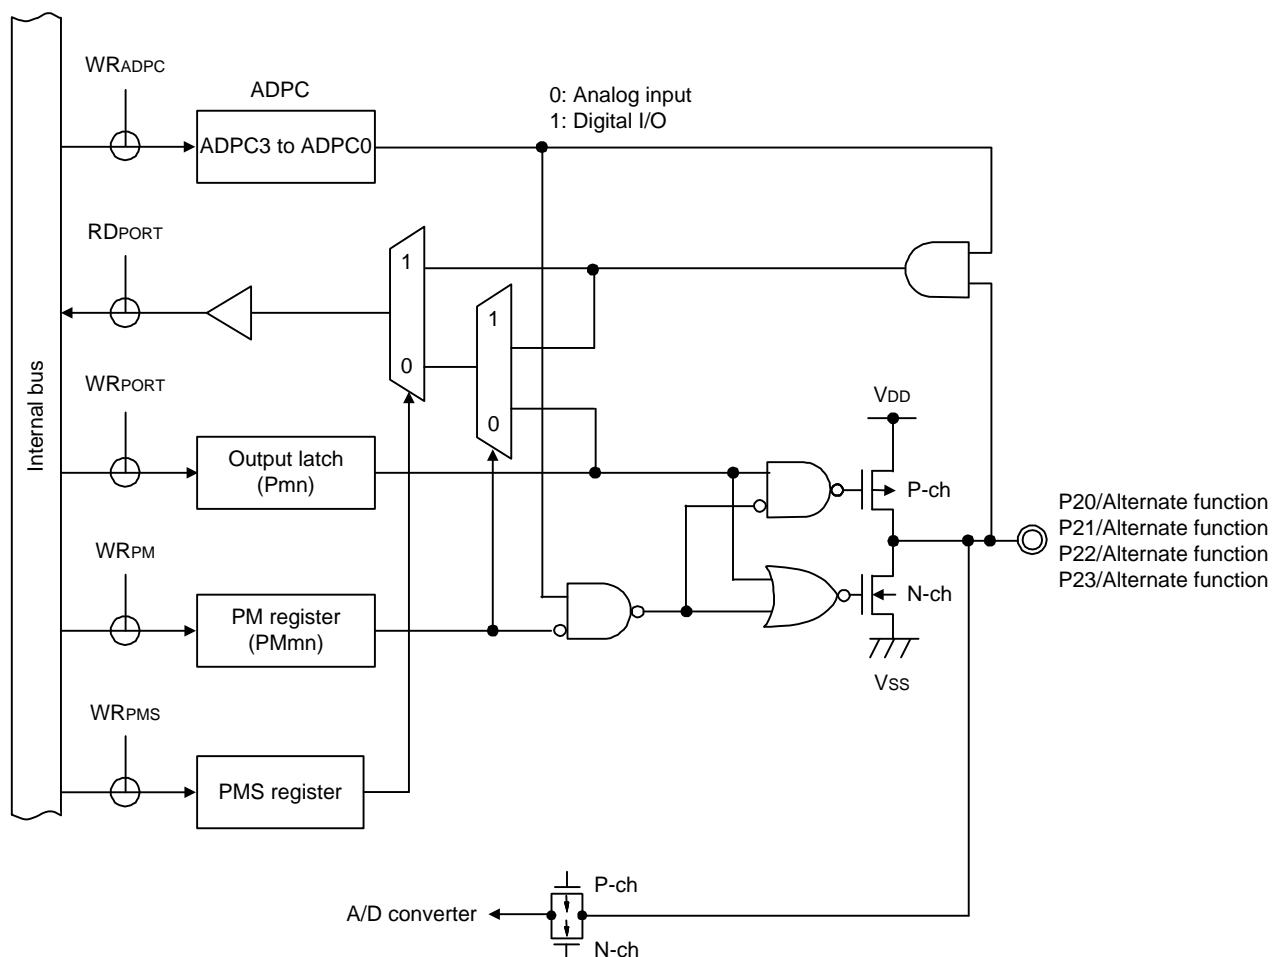 WRADPC
ADPC
0: Analog input
1: Digital I/O
ADPC3 to ADPC0
RDPORT
1
1
0
0
Internal bus
WRPORT
Output latch
(Pmn)
VDD
P-ch
P20/Alternate function
P21/Alternate function
P22/Alternate function
P23/Alternate function
WRPM
PM register
(PMmn)
N-ch
VSS
WRPMS
PMS register
P-ch
A/D converter
N-ch